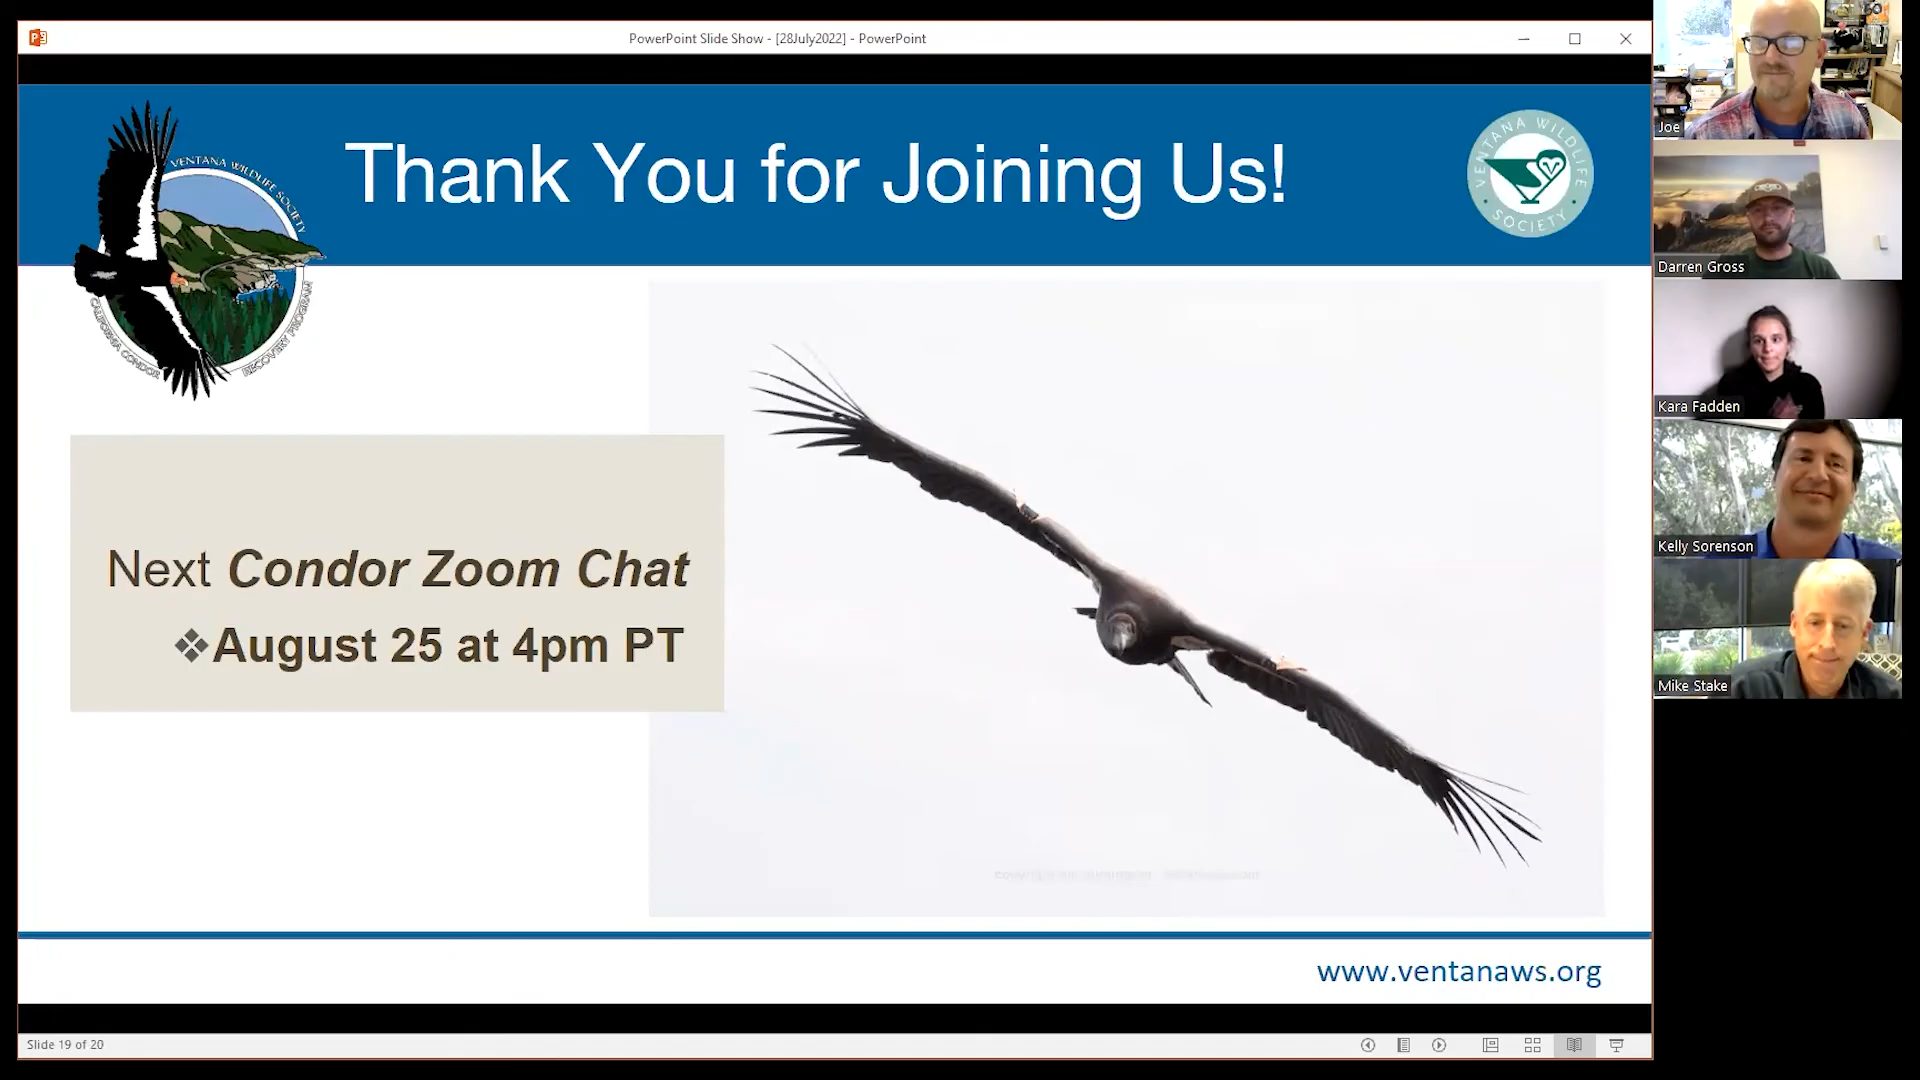 PowerPoint Slide Show - [28July2022] - PowerPoint
Thank You for Joining Us!
VENTANA WILDLIFE SOCIETY
CALIFORNIA CONDOR
RECOVERY PROGRAM
VENTANA WILDLIFE
SOCIETY
Next Condor Zoom Chat
❖August 25 at 4pm PT
www.ventanaws.org
Slide 19 of 20
Joe
Darren Gross
Kara Fadden
Kelly Sorenson
Mike Stake